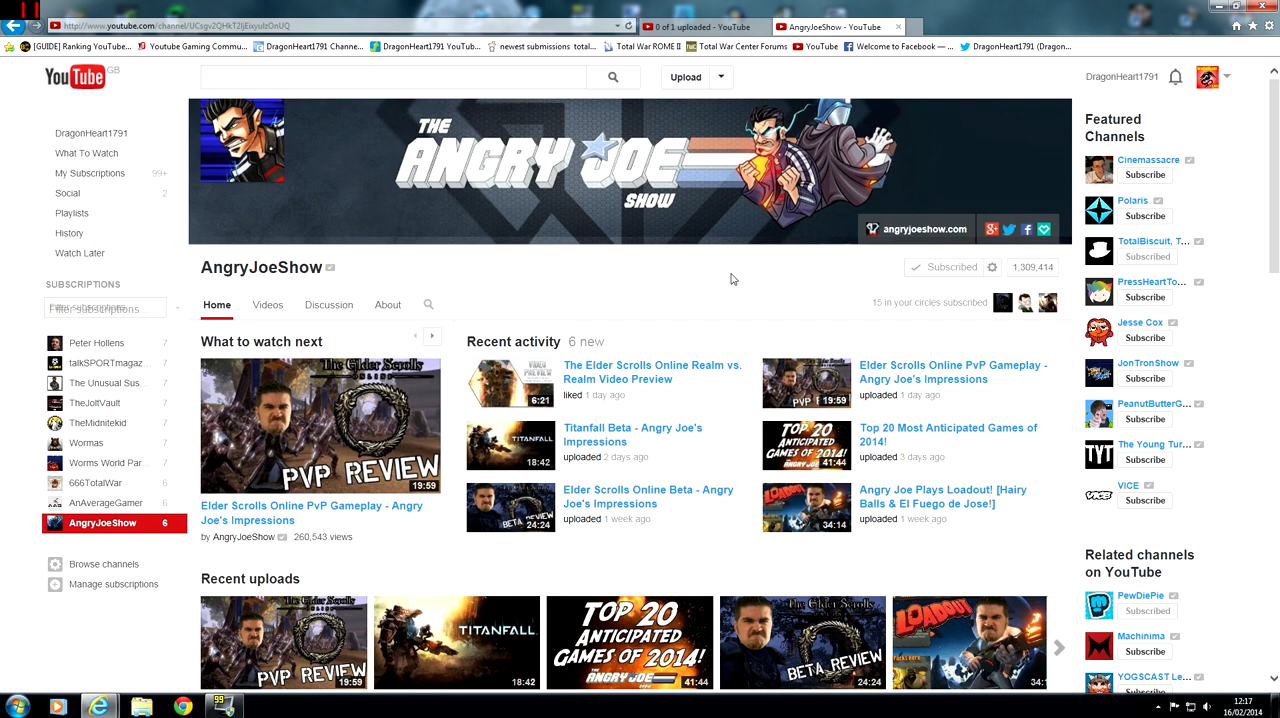 http://www.youtube.com/channel/UCsgv2QHkT2ljEixyulzOnUQ
0 of 1 uploaded - YouTube
AngryJoeShow - YouTube
[GUIDE] Ranking YouTube...
Youtube Gaming Commu...
DragonHeart1791 Channe...
DragonHeart1791 YouTub...
newest submissions total...
Total War ROME II
Total War Center Forums
YouTube
Welcome to Facebook —...
DragonHeart1791 (Dragon...
YouTube GB
Upload
DragonHeart1791
DragonHeart1791
What To Watch
My Subscriptions 99+
Social 2
Playlists
History
Watch Later
SUBSCRIPTIONS
Filter subscriptions...
Peter Hollens 7
talkSPORTmagaz... 7
The Unusual Sus... 7
TheJoltVault 7
TheMidnitekid 7
Wormas 7
Worms World Par... 7
666TotalWar 6
AnAverageGamer 6
AngryJoeShow 6
Browse channels
Manage subscriptions
THE
ANGRY JOE
SHOW
angryjoeshow.com
AngryJoeShow
Subscribed
1,309,414
Home
Videos
Discussion
About
15 in your circles subscribed
What to watch next
The Elder Scrolls
ONLINE
PVP REVIEW
19:59
Elder Scrolls Online PvP Gameplay - Angry
Joe's Impressions
by AngryJoeShow 260,543 views
Recent activity 6 new
VIDEO
PREVIEW
6:21
The Elder Scrolls Online Realm vs.
Realm Video Preview
liked 1 day ago
PVP
19:59
Elder Scrolls Online PvP Gameplay -
Angry Joe's Impressions
uploaded 1 day ago
TITANFALL
18:42
Titanfall Beta - Angry Joe's
Impressions
uploaded 2 days ago
TOP 20
ANTICIPATED
GAMES OF 2014!
41:44
Top 20 Most Anticipated Games of
2014!
uploaded 3 days ago
BETA REVIEW
24:24
Elder Scrolls Online Beta - Angry
Joe's Impressions
uploaded 1 week ago
LOADOUT
34:14
Angry Joe Plays Loadout! [Hairy
Balls & El Fuego de Jose!]
uploaded 1 week ago
Recent uploads
The Elder Scrolls
PVP REVIEW
19:59
TITANFALL
18:42
TOP 20
ANTICIPATED
GAMES OF 2014!
THE ANGRY JOE SHOW
41:44
The Elder Scrolls
BETA REVIEW
24:24
LOADOUT
34:1
Featured
Channels
Cinemassacre
Subscribe
Polaris
Subscribe
TotalBiscuit, T...
Subscribed
PressHeartTo...
Subscribe
Jesse Cox
Subscribe
JonTronShow
Subscribe
PeanutButterG...
Subscribe
TYT
The Young Tur...
Subscribe
VICE
VICE
Subscribe
Related channels
on YouTube
PewDiePie
Subscribed
Machinima
Subscribe
YOGSCAST Le...
Subscribe
99
12:17
16/02/2014